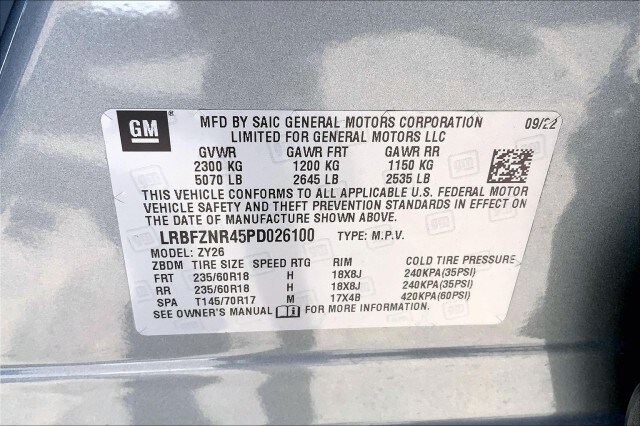 GM ®
MFD BY SAIC GENERAL MOTORS CORPORATION 09/22
LIMITED FOR GENERAL MOTORS LLC
GVWR GAWR FRT GAWR RR
2300 KG 1200 KG 1150 KG
5070 LB 2645 LB 2535 LB
THIS VEHICLE CONFORMS TO ALL APPLICABLE U.S. FEDERAL MOTOR
VEHICLE SAFETY AND THEFT PREVENTION STANDARDS IN EFFECT ON
THE DATE OF MANUFACTURE SHOWN ABOVE.
LRBFZNR45PD026100 TYPE: M.P.V.
MODEL: ZY26
ZBDM TIRE SIZE SPEED RTG RIM COLD TIRE PRESSURE
FRT 235/60R18 H 18X8J 240KPA(35PSI)
RR 235/60R18 H 18X8J 240KPA(35PSI)
SPA T145/70R17 M 17X4B 420KPA(60PSI)
SEE OWNER'S MANUAL FOR MORE INFORMATION